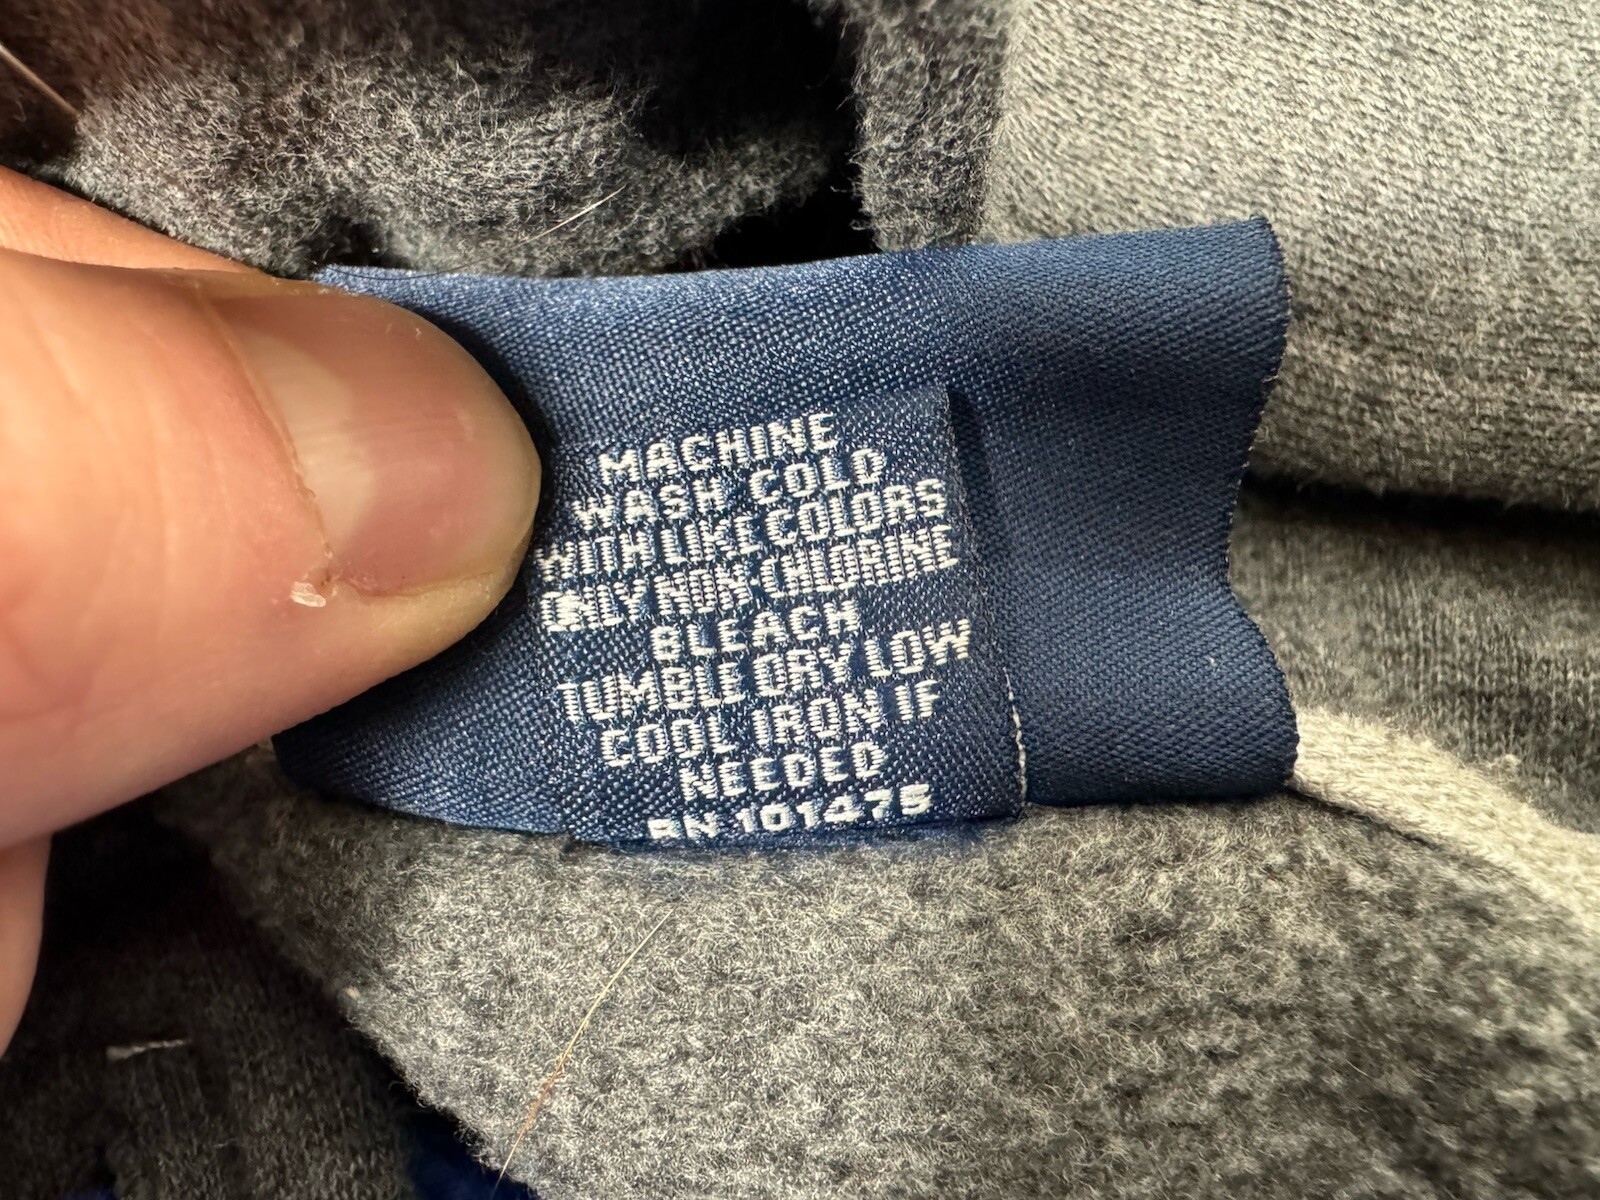 MACHINE
WASH COLD
WITH LIKE COLORS
ONLY NON-CHLORINE
BLEACH
TUMBLE DRY LOW
COOL IRON IF
NEEDED
RN 101475